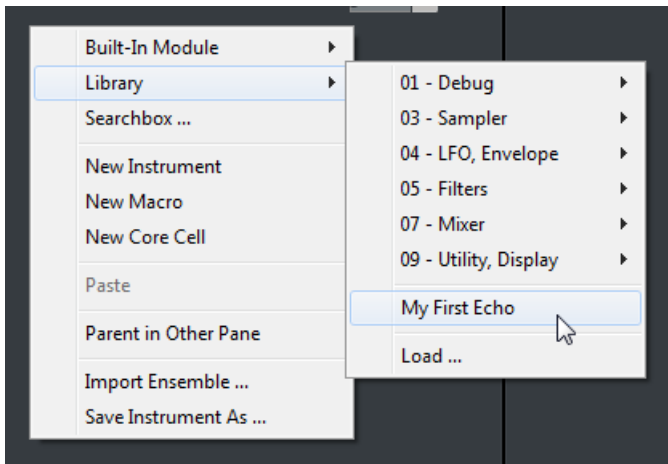 Built-In Module
Library
Searchbox ...
New Instrument
New Macro
New Core Cell
Paste
Parent in Other Pane
Import Ensemble ...
Save Instrument As ...
01 - Debug
03 - Sampler
04 - LFO, Envelope
05 - Filters
07 - Mixer
09 - Utility, Display
My First Echo
Load ...